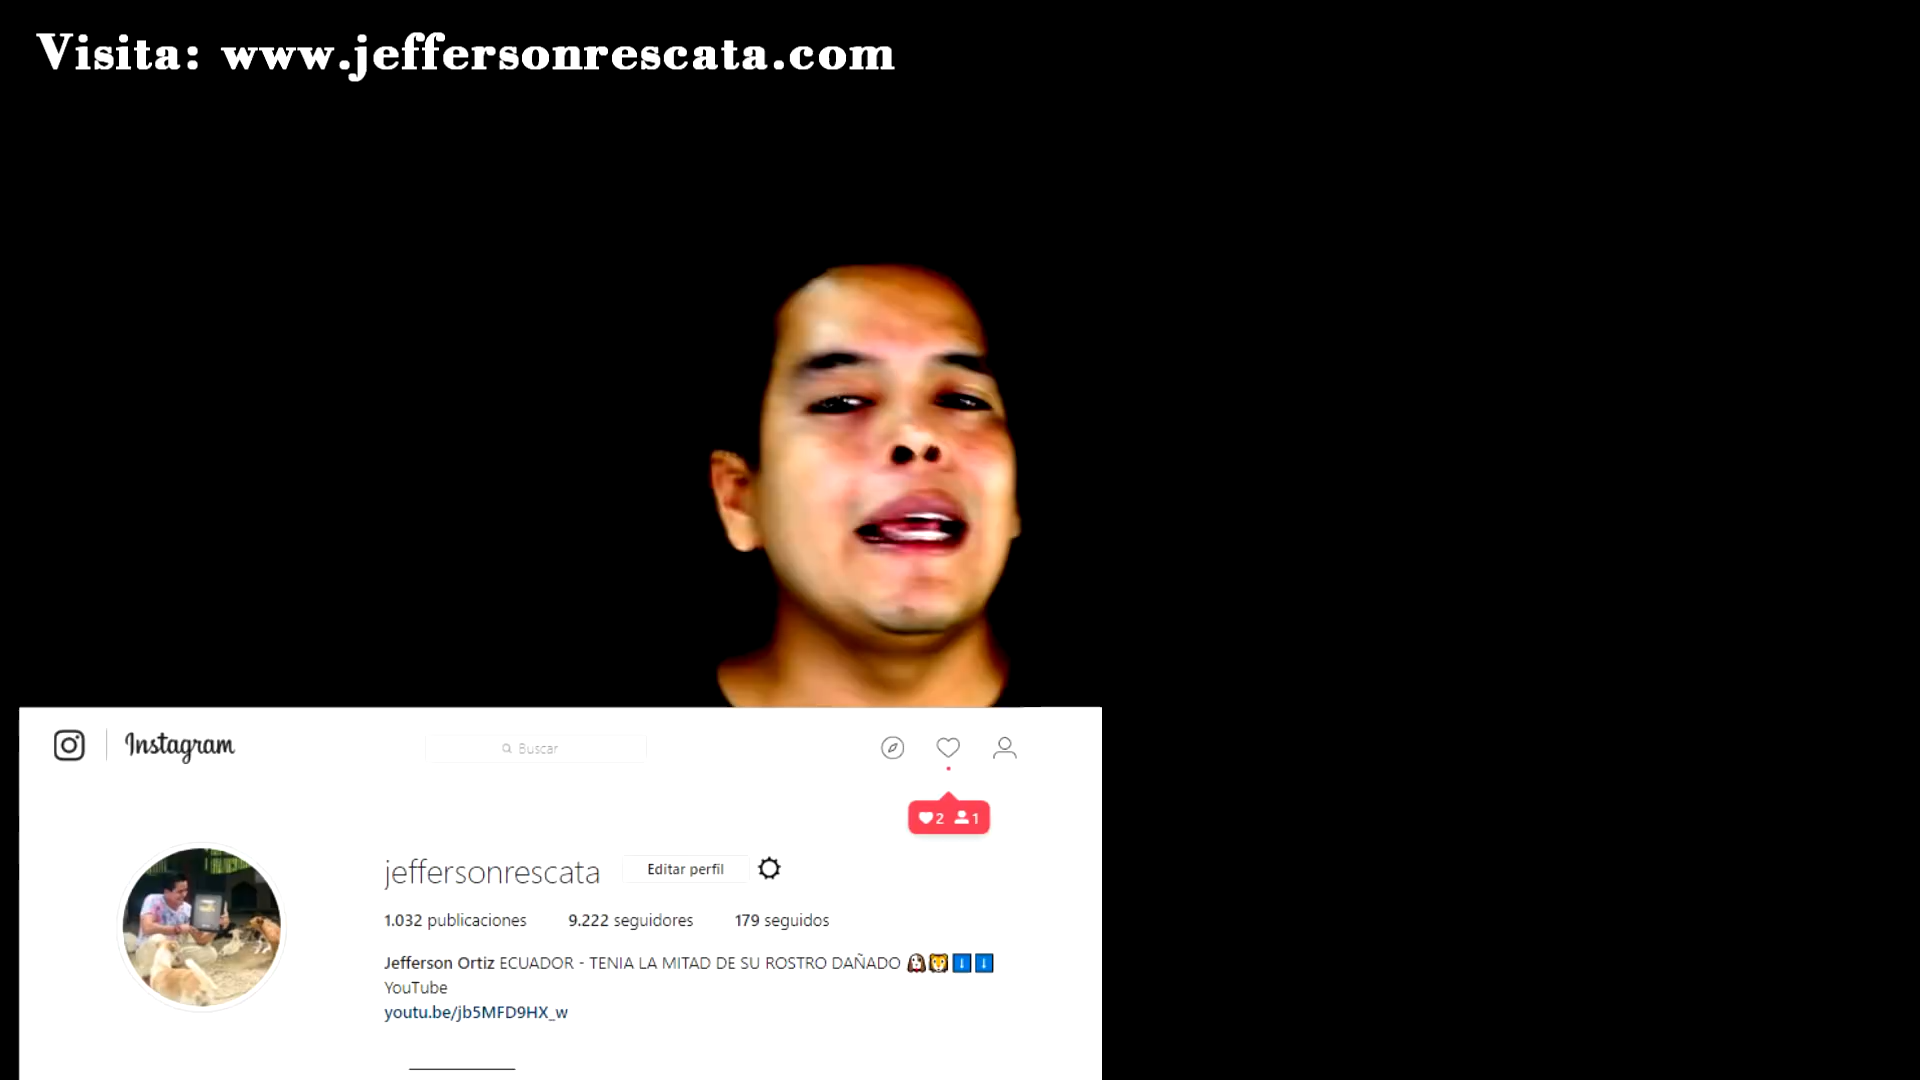 Visita: www.jeffersonrescata.com
Instagram
Buscar
2 1
jeffersonrescata Editar perfil
1.032 publicaciones 9.222 seguidores 179 seguidos
Jefferson Ortiz ECUADOR - TENIA LA MITAD DE SU ROSTRO DAÑADO 🐶🐯⬇️⬇️
YouTube
youtu.be/jb5MFD9HX_w